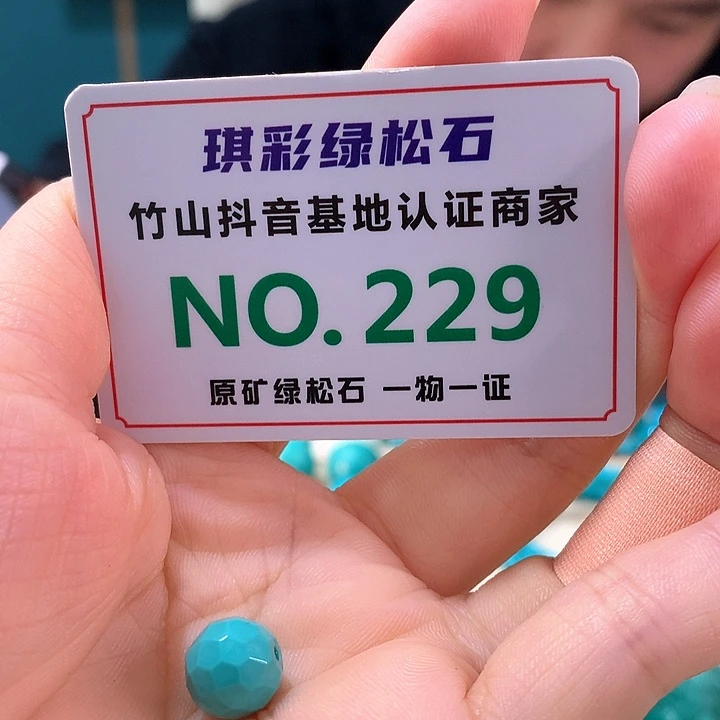 琪彩绿松石
竹山抖音基地认证商家
NO.229
原矿绿松石 一物一证